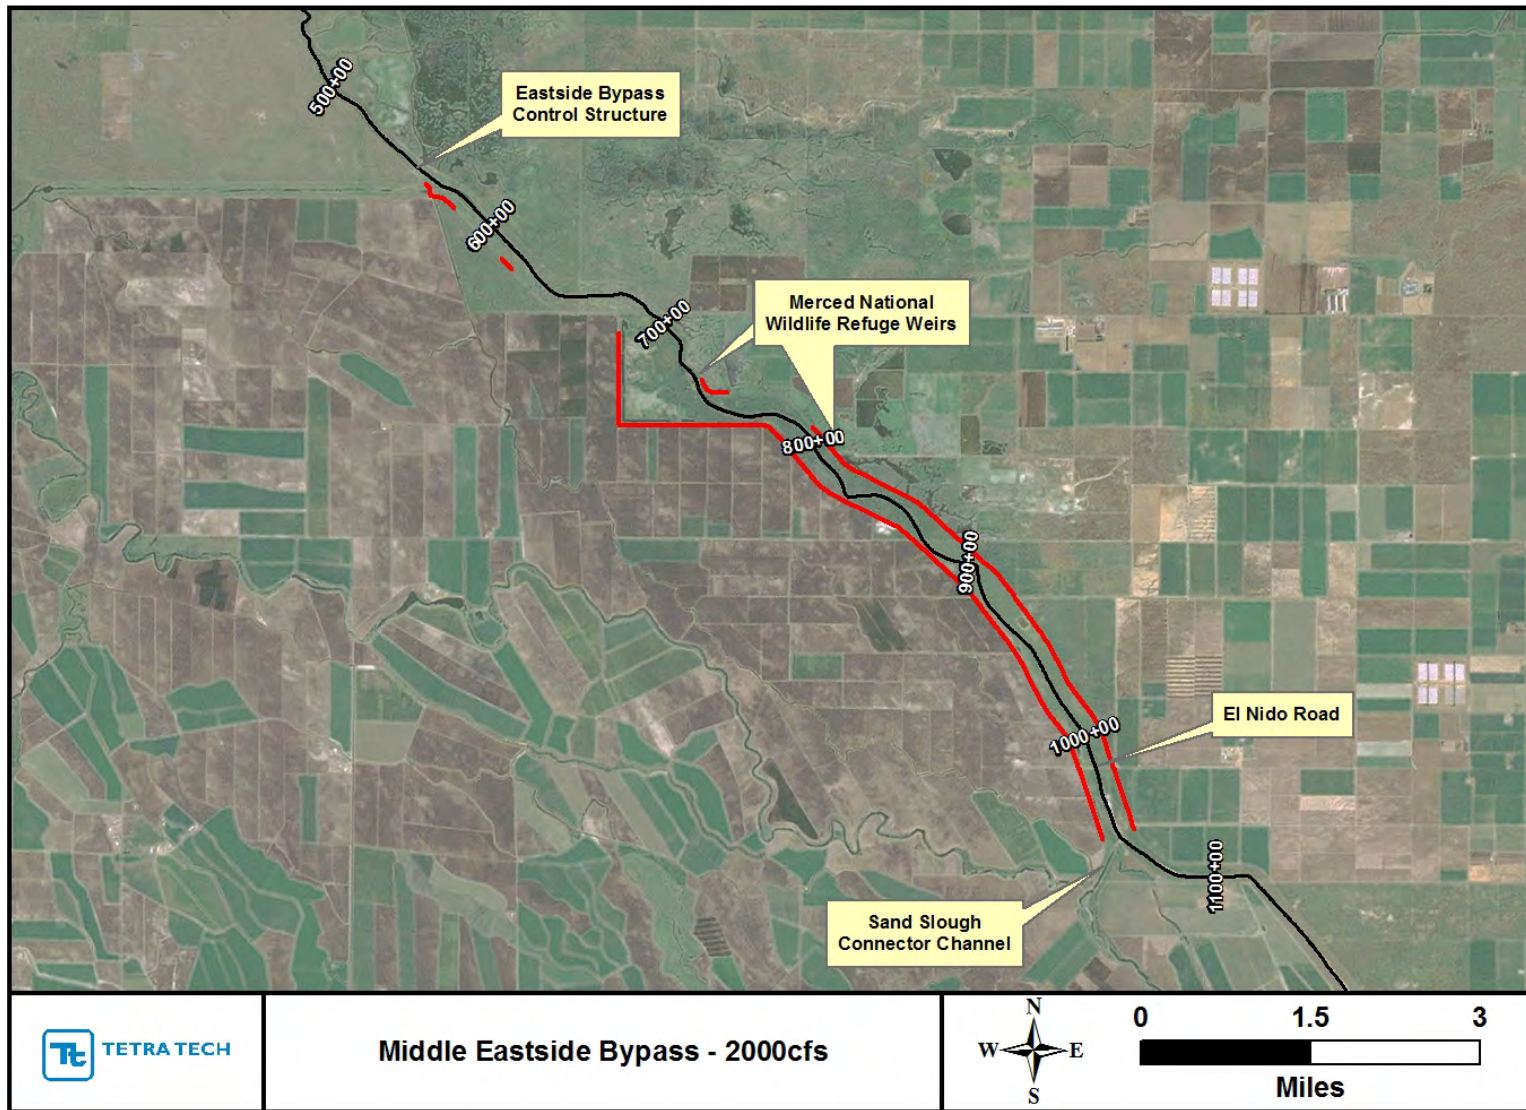 500+00
Eastside Bypass
Control Structure
600+00
Merced National
Wildlife Refuge Weirs
700+00
800+00
900+00
El Nido Road
1000+00
1100+00
Sand Slough
Connector Channel
Tt TETRA TECH
Middle Eastside Bypass - 2000cfs
N
W E
S
0 1.5 3
Miles